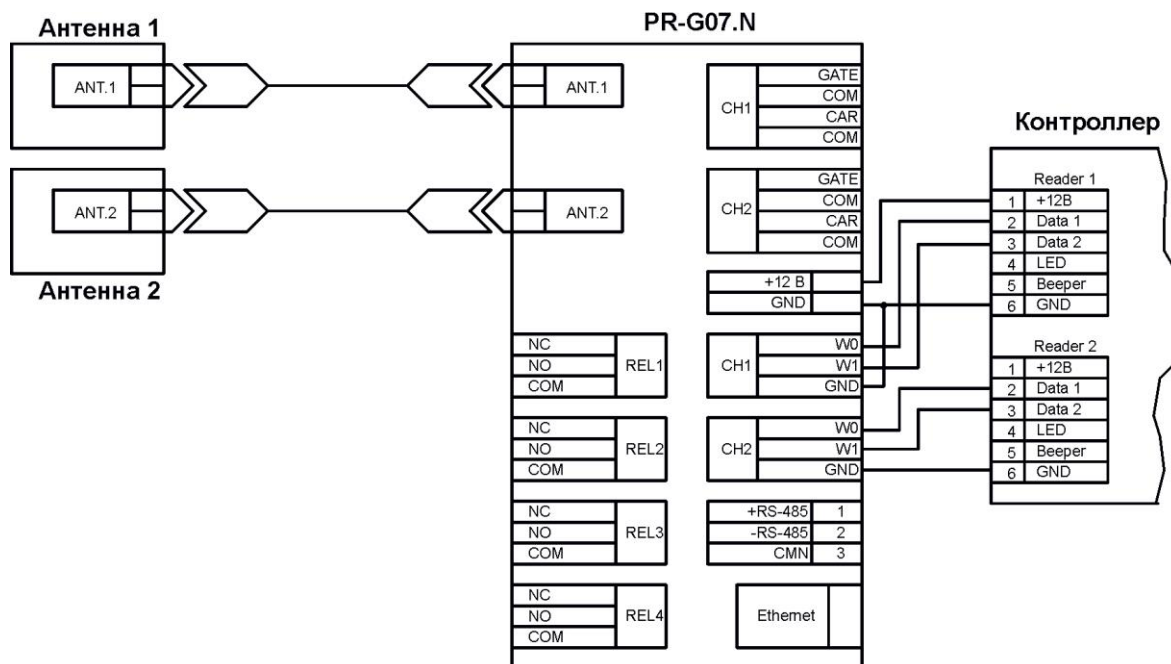 Антенна 1
ANT.1
ANT.2
Антенна 2
PR-G07.N
ANT.1
ANT.2
CH1
GATE
COM
CAR
COM
CH2
GATE
COM
CAR
COM
+12 В
GND
NC
NO
COM
REL1
CH1
W0
W1
GND
NC
NO
COM
REL2
CH2
W0
W1
GND
NC
NO
COM
REL3
+RS-485 1
-RS-485 2
CMN 3
NC
NO
COM
REL4
Ethernet
Контроллер
Reader 1
1 +12В
2 Data 1
3 Data 2
4 LED
5 Beeper
6 GND
Reader 2
1 +12В
2 Data 1
3 Data 2
4 LED
5 Beeper
6 GND